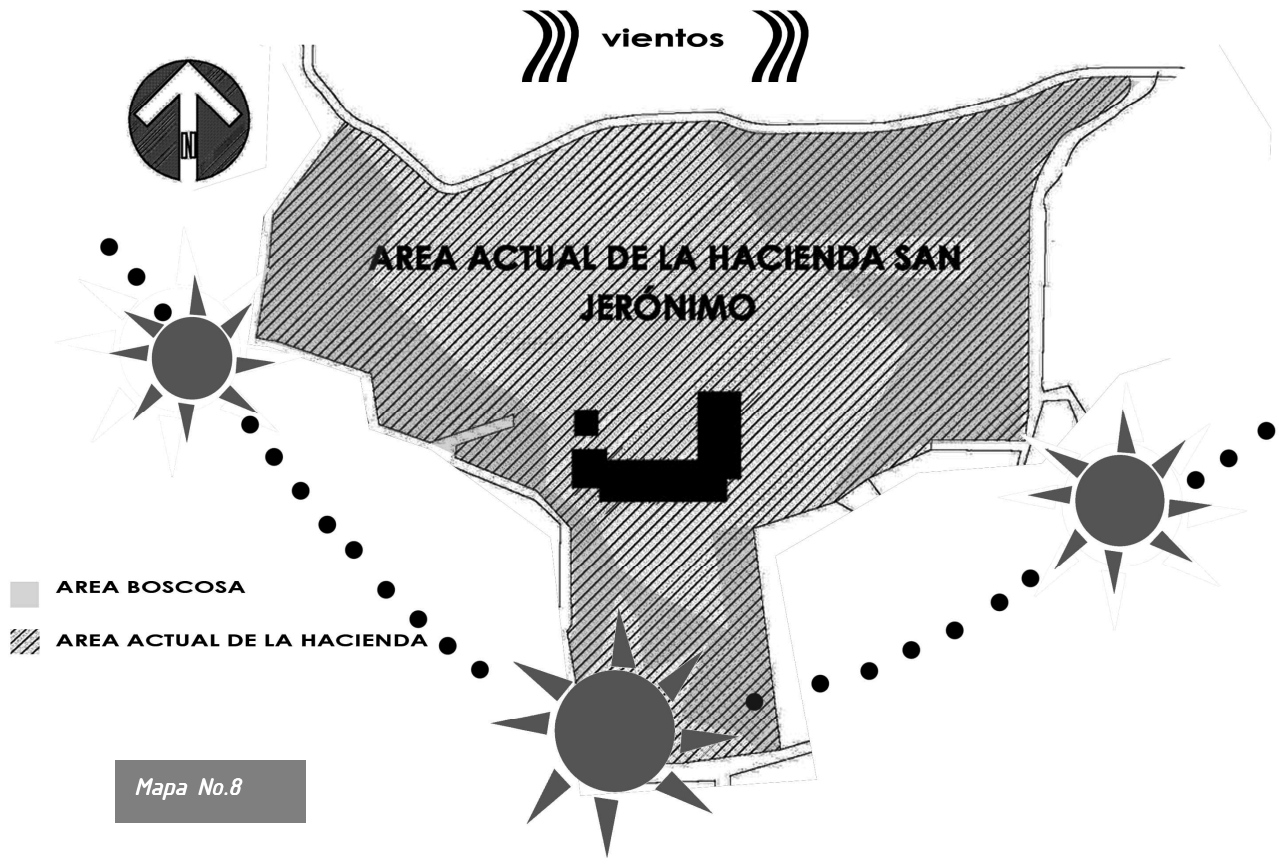 vientos
N
AREA ACTUAL DE LA HACIENDA SAN
JERÓNIMO
AREA BOSCOSA
AREA ACTUAL DE LA HACIENDA
Mapa No.8